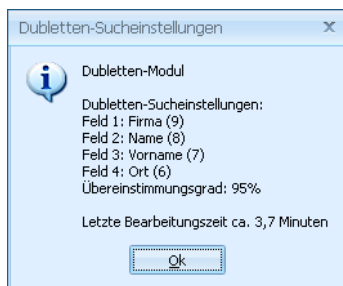 Dubletten-Sucheinstellungen
Dubletten-Modul
Dubletten-Sucheinstellungen:
Feld 1: Firma (9)
Feld 2: Name (8)
Feld 3: Vorname (7)
Feld 4: Ort (6)
Übereinstimmungsgrad: 95%
Letzte Bearbeitungszeit ca. 3,7 Minuten
Ok